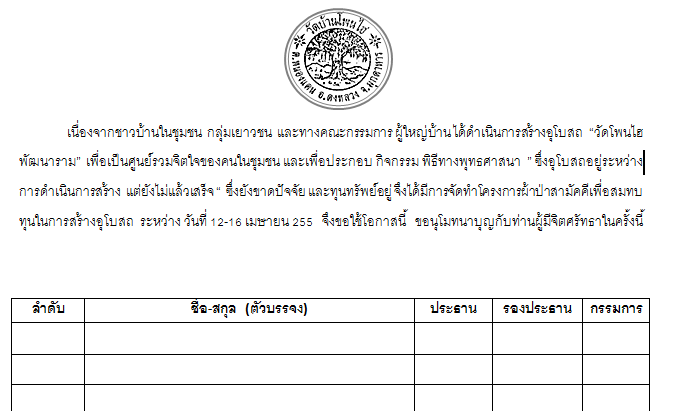 วัดบ้านโพนไฮ
ต.หนองแคน อ.ดงหลวง จ.มุกดาหาร
เนื่องจากชาวบ้านในชุมชน กลุ่มเยาวชน และทางคณะกรรมการ ผู้ใหญ่บ้าน ได้ดำเนินการสร้างอุโบสถ “วัดโพนไฮ
พัฒนาราม” เพื่อเป็นศูนย์รวมจิตใจของคนในชุมชน และเพื่อประกอบ กิจกรรม พิธีทางพุทธศาสนา ” ซึ่งอุโบสถอยู่ระหว่าง
การดำเนินการสร้าง แต่ยังไม่แล้วเสร็จ “ ซึ่งยังขาดปัจจัย และทุนทรัพย์อยู่ จึงได้มีการจัดทำโครงการผ้าป่าสามัคคีเพื่อสมทบ
ทุนในการสร้างอุโบสถ ระหว่าง วันที่ 12-16 เมษายน 255 จึงขอใช้โอกาสนี้ ขอนุโมทนาบุญกับท่านผู้มีจิตศรัทธาในครั้งนี้
ลำดับ ชื่อ-สกุล (ตัวบรรจง) ประธาน รองประธาน กรรมการ